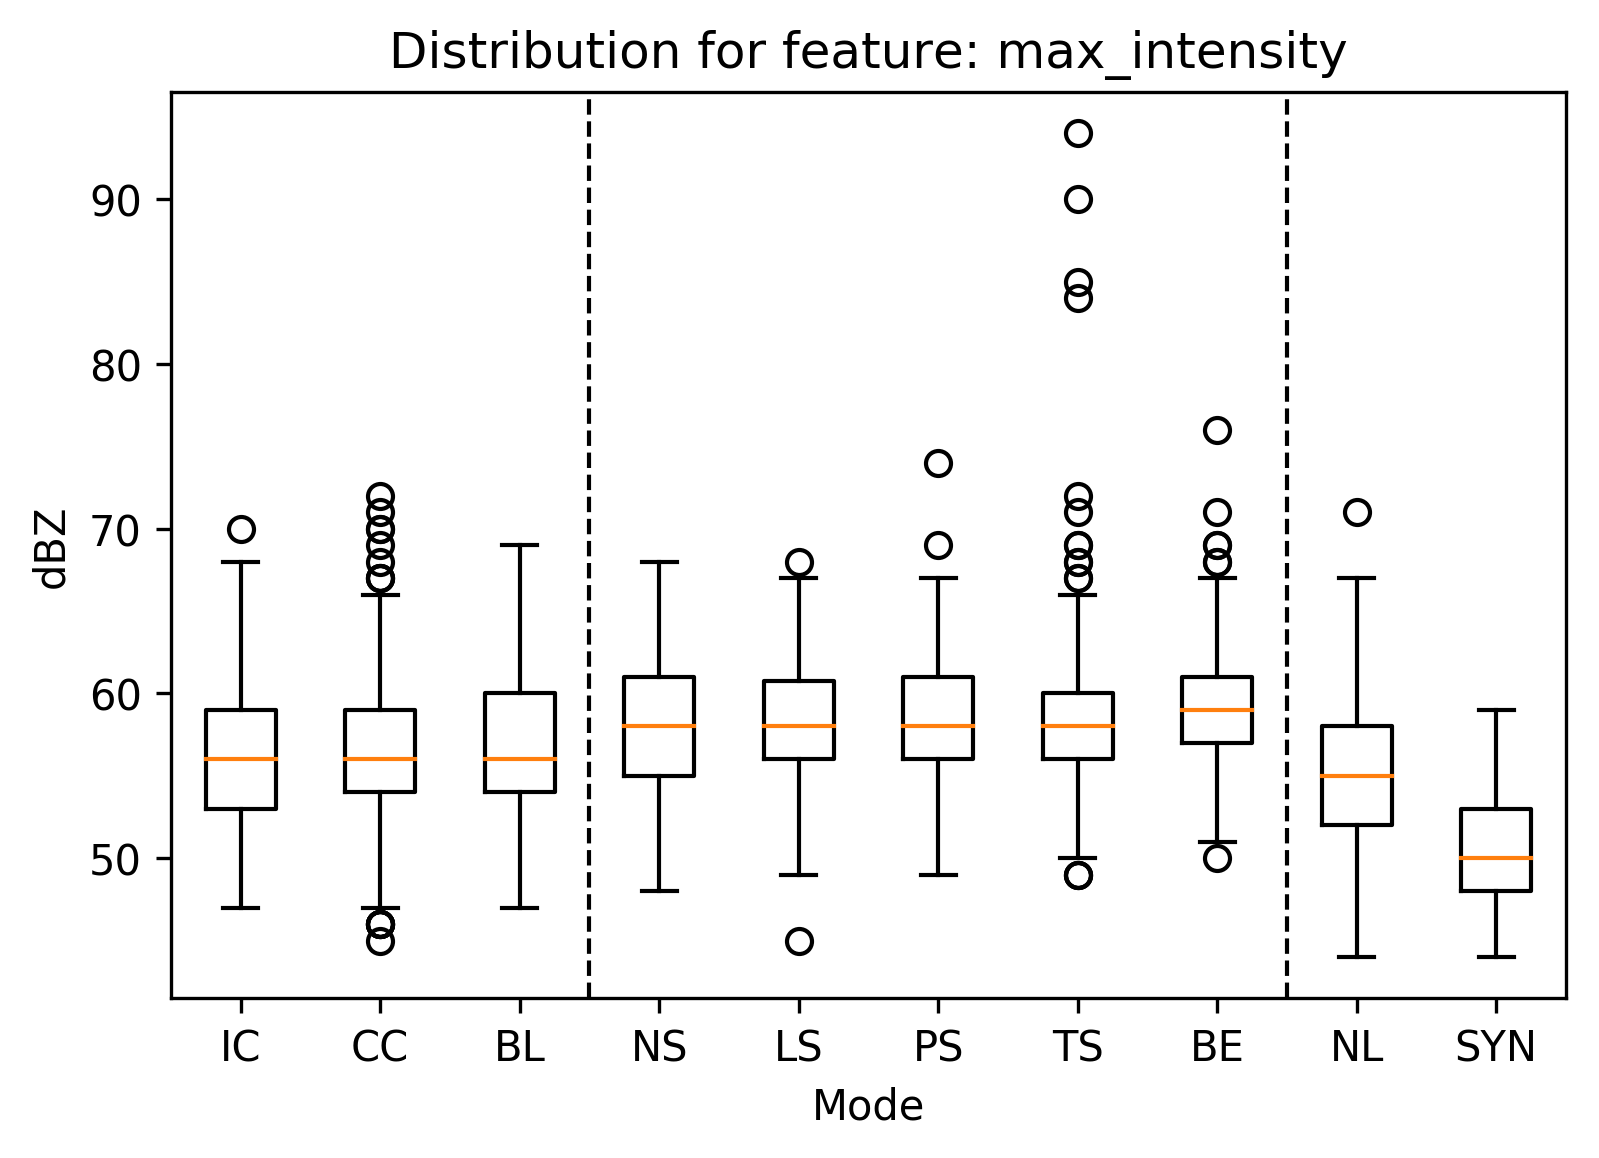 Distribution for feature: max_intensity
90
80
70
60
50
dBZ
IC CC BL NS LS PS TS BE NL SYN
Mode